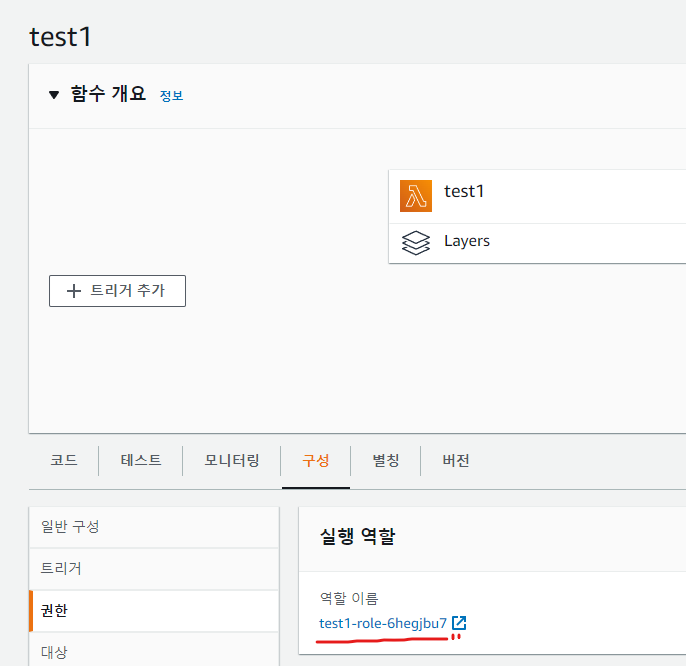 test1
함수 개요 정보
test1
Layers
트리거 추가
코드 테스트 모니터링 구성 별칭 버전
일반 구성
트리거
권한
대상
실행 역할
역할 이름
test1-role-6hegjbu7